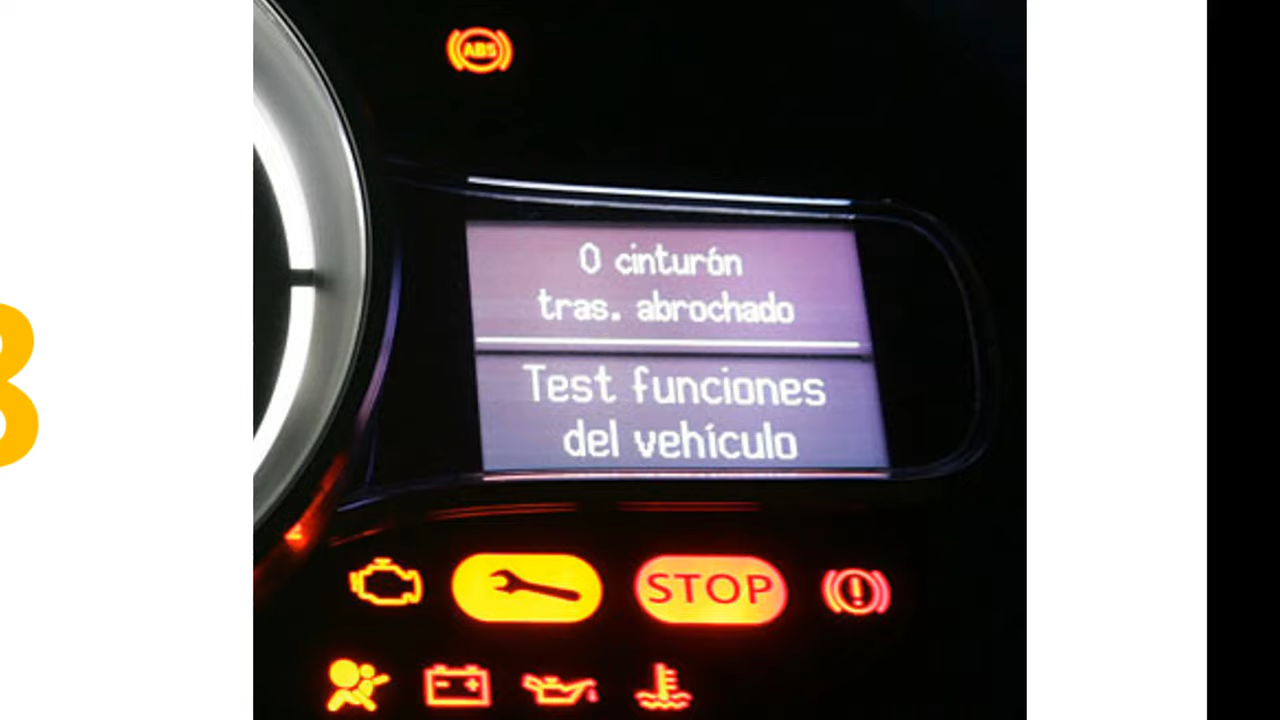 ABS
0 cinturón
tras. abrochado
Test funciones
del vehículo
STOP